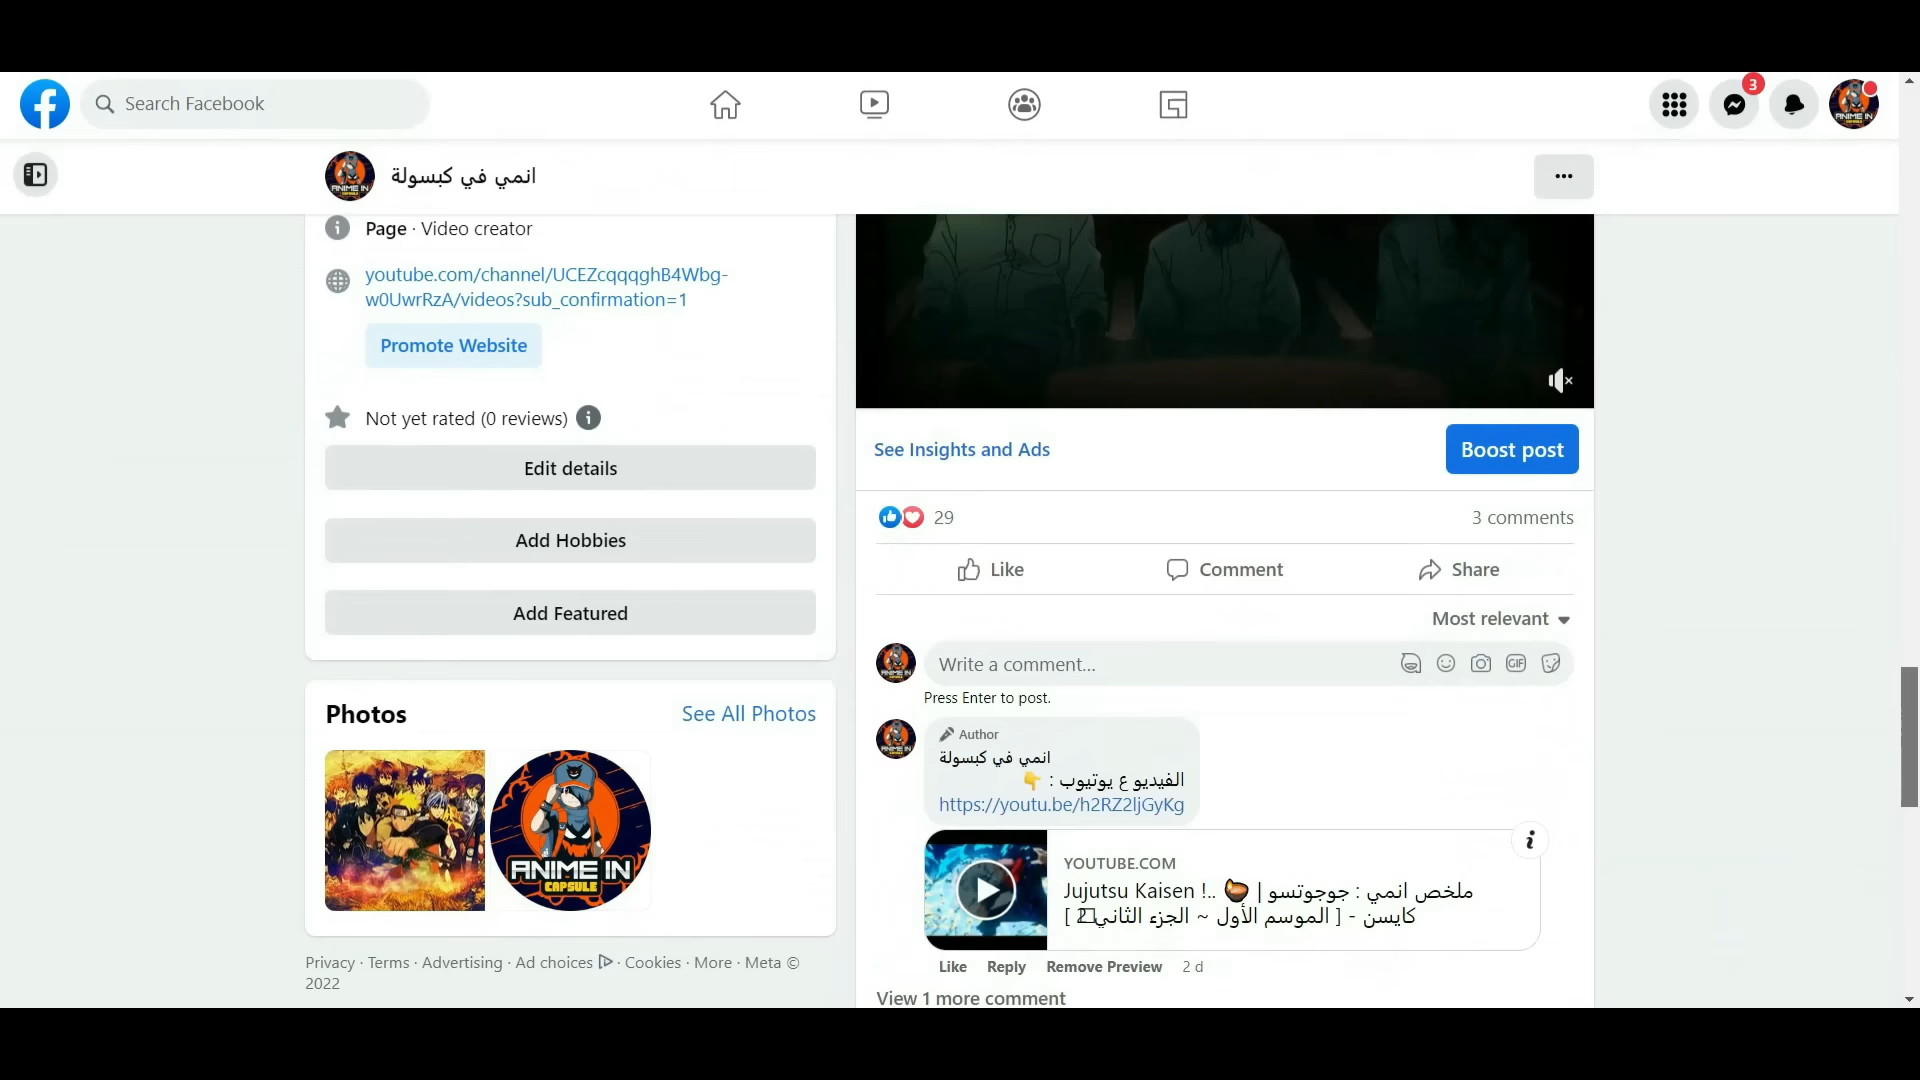 Search Facebook
3
ANIME IN
انمي في كبسولة
Page · Video creator
youtube.com/channel/UCEZcqqqghB4Wbg-
w0UwrRzA/videos?sub_confirmation=1
Promote Website
Not yet rated (0 reviews)
Edit details
Add Hobbies
Add Featured
Photos
See All Photos
ANIME IN
CAPSULE
Privacy · Terms · Advertising · Ad choices · Cookies · More · Meta ©
2022
See Insights and Ads
Boost post
29
3 comments
Like
Comment
Share
Most relevant
Write a comment...
GIF
Press Enter to post.
Author
انمي في كبسولة
الفيديو ع يوتيوب : 👇
https://youtu.be/h2RZ2ljGyKg
YOUTUBE.COM
ملخص انمي : جوجوتسو | Jujutsu Kaisen !..
كايسن - [ الموسم الأول ~ الجزء الثاني 2 ]
Like
Reply
Remove Preview
2 d
View 1 more comment